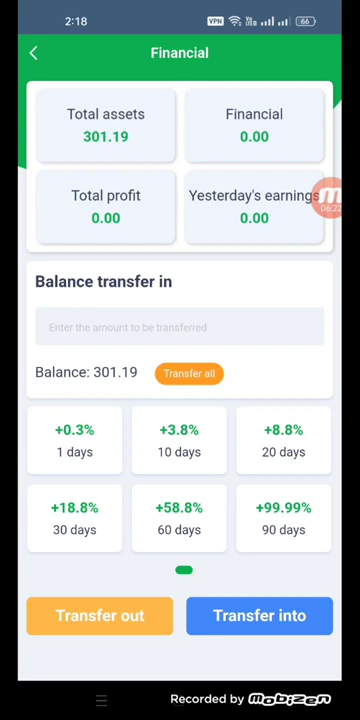 2:18 VPN 66
Financial
Total assets
301.19
Financial
0.00
Total profit
0.00
Yesterday's earnings
0.00
06:22
Balance transfer in
Enter the amount to be transferred
Balance: 301.19 Transfer all
+0.3%
1 days
+3.8%
10 days
+8.8%
20 days
+18.8%
30 days
+58.8%
60 days
+99.99%
90 days
Transfer out
Transfer into
Recorded by mobizen